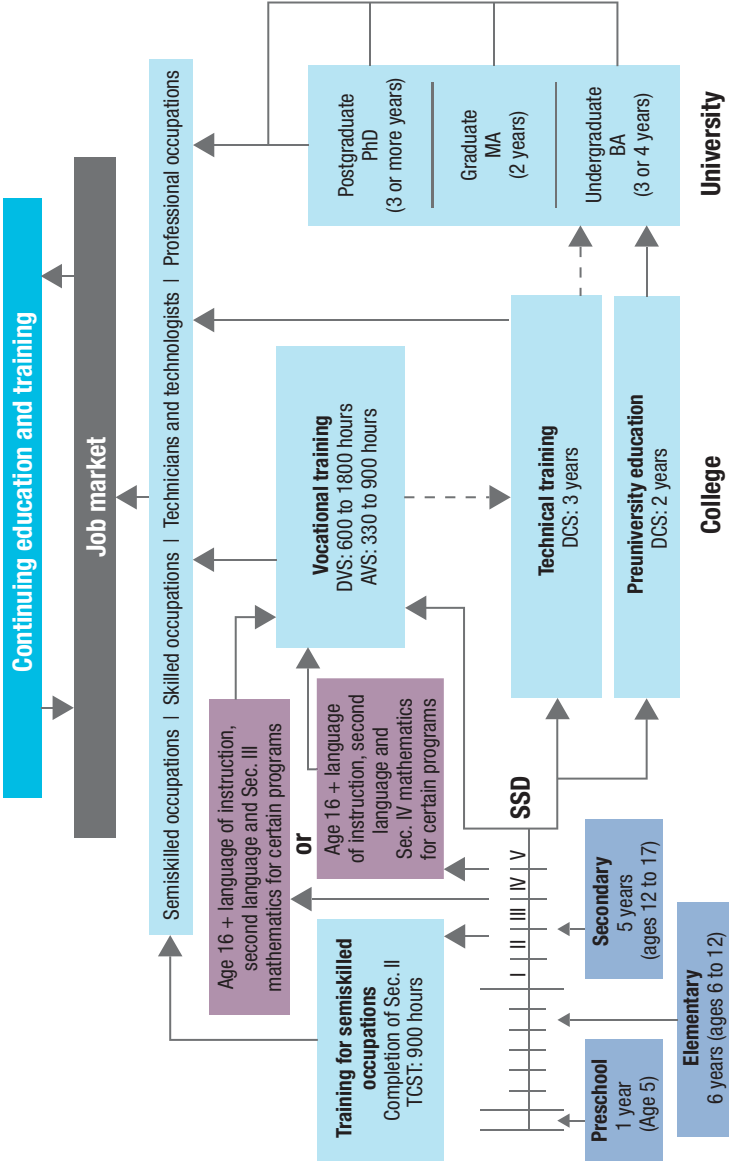 Continuing education and training
Job market
Semiskilled occupations | Skilled occupations | Technicians and technologists | Professional occupations
Age 16 + language of instruction,
second language and Sec. III
mathematics for certain programs
or
Age 16 + language
of instruction, second
language and
Sec. IV mathematics
for certain programs
Training for semiskilled
occupations
Completion of Sec. II
TCST: 900 hours
Vocational training
DVS: 600 to 1800 hours
AVS: 330 to 900 hours
Postgraduate
PhD
(3 or more years)
Graduate
MA
(2 years)
Undergraduate
BA
(3 or 4 years)
University
Technical training
DCS: 3 years
Preuniversity education
DCS: 2 years
College
SSD
I II III IV V
Preschool
1 year
(Age 5)
Elementary
6 years (ages 6 to 12)
Secondary
5 years
(ages 12 to 17)